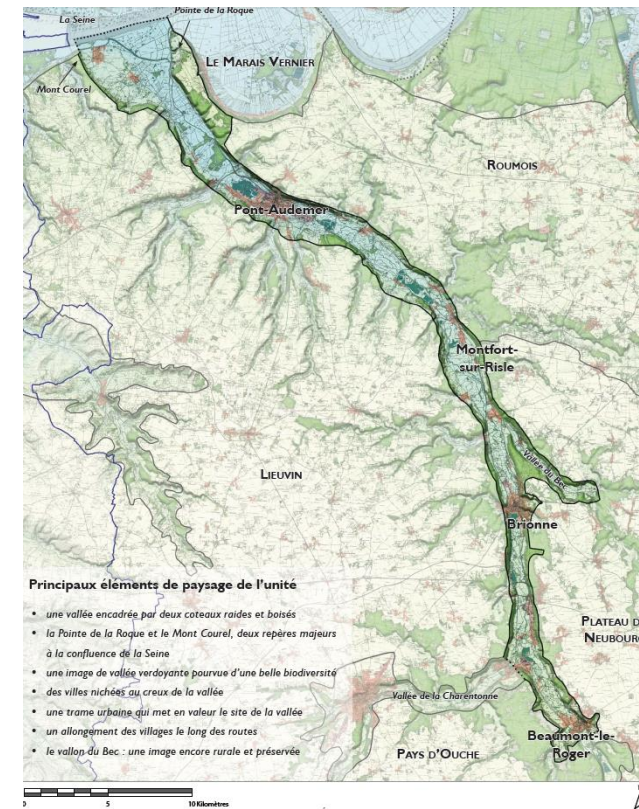 La Seine
Pointe de la Roque
LE MARAIS VERNIER
Mont Courel
ROUMOIS
Pont-Audemer
Montfort-
sur-Risle
Vallée du Bec
LIEUVIN
Brionne
Principaux éléments de paysage de l'unité
• une vallée encadrée par deux coteaux raides et boisés
• la Pointe de la Roque et le Mont Courel, deux repères majeurs
à la confluence de la Seine
• une image de vallée verdoyante pourvue d'une belle biodiversité
• des villes nichées au creux de la vallée
• une trame urbaine qui met en valeur le site de la vallée
• un allongement des villages le long des routes
• le vallon du Bec : une image encore rurale et préservée
PLATEAU D
NEUBOURG
Vallée de la Charentonne
PAYS D'OUCHE
Beaumont-le-
Roger
0 5 10 Kilomètres